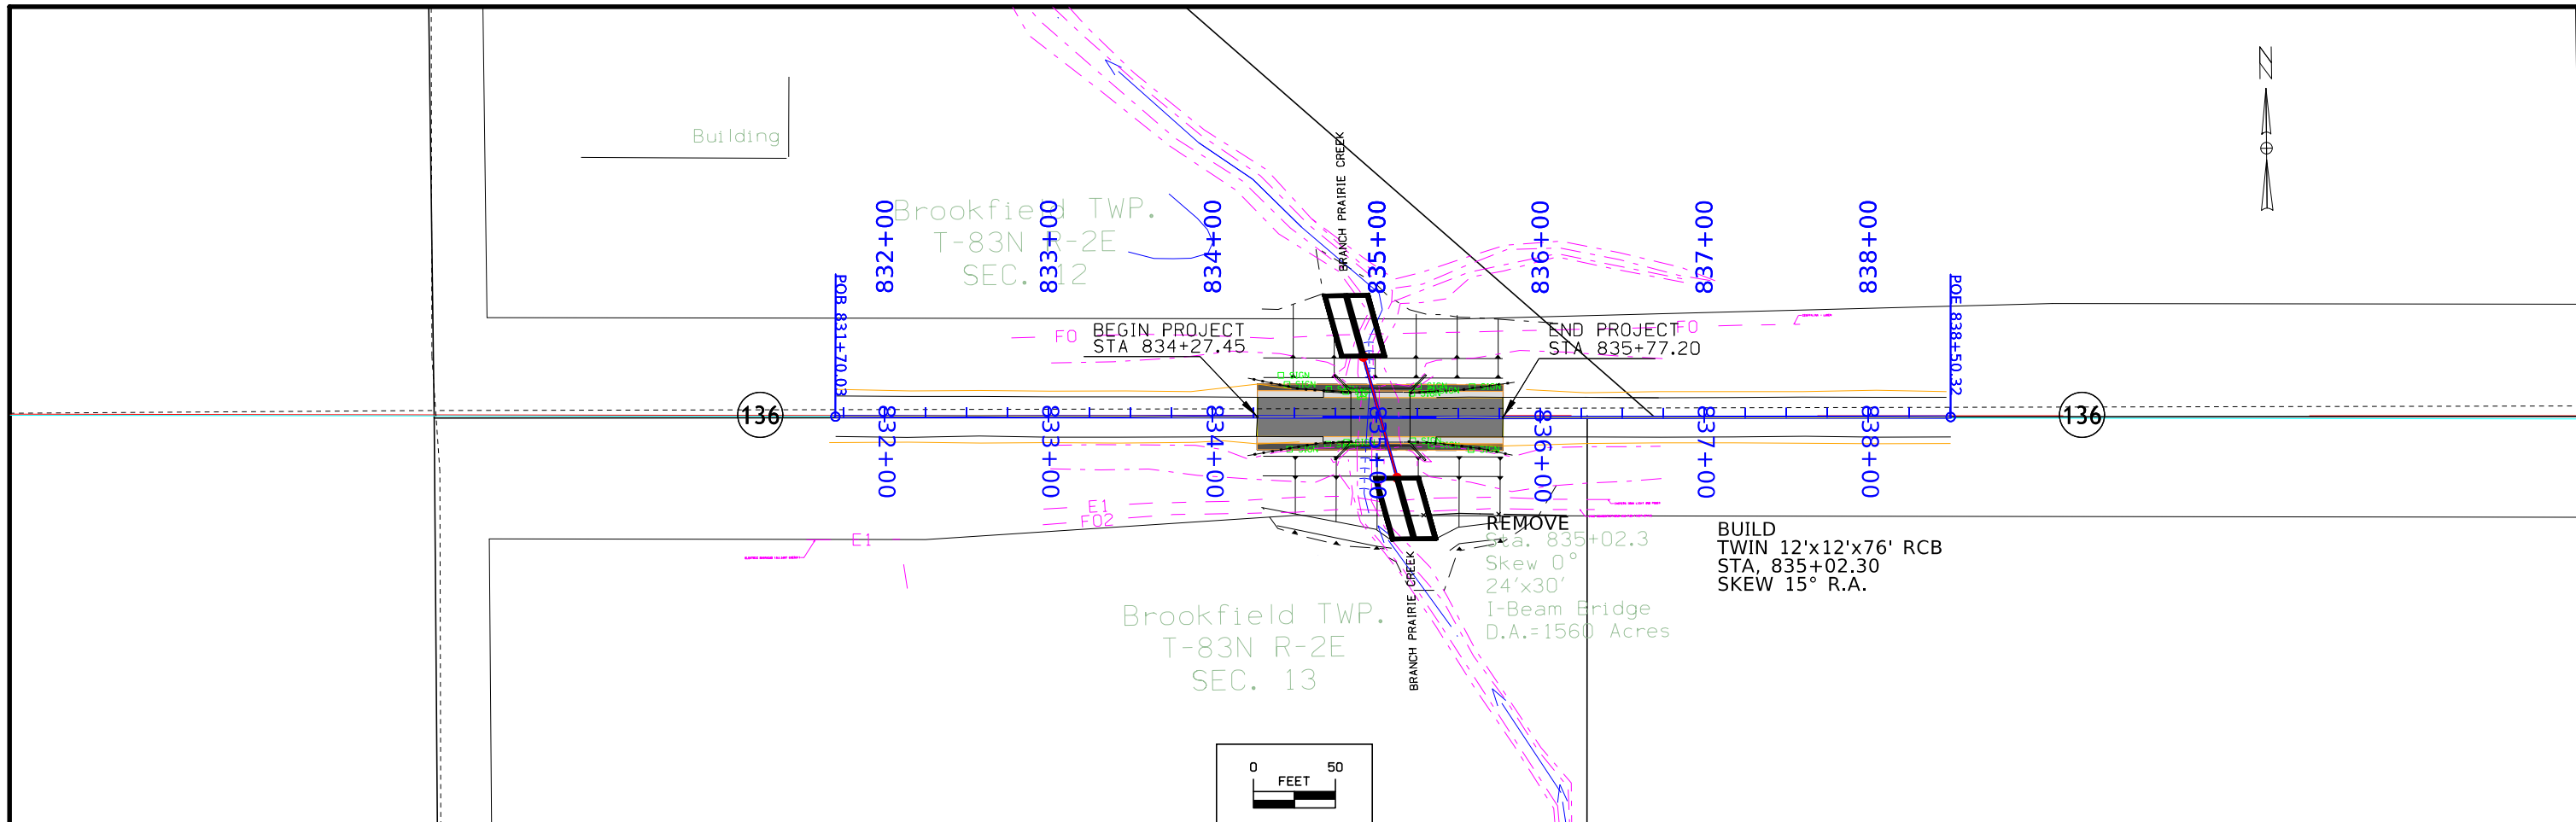 N
Building
BRANCH PRAIRIE CREEK
Brookfield TWP.
T-83N R-2E
SEC. 12
832+00
833+00
834+00
835+00
836+00
837+00
838+00
POB 831+70.03
POE 838+50.32
FO
BEGIN PROJECT
STA 834+27.45
END PROJECT
STA 835+77.20
FO
SIGN
SIGN
136
136
832+00
833+00
834+00
835+00
836+00
837+00
838+00
E1
FO2
E1
REMOVE
Sta. 835+02.3
Skew 0°
24'x30'
I-Beam Bridge
D.A.=1560 Acres
BUILD
TWIN 12'x12'x76' RCB
STA, 835+02.30
SKEW 15° R.A.
BRANCH PRAIRIE CREEK
Brookfield TWP.
T-83N R-2E
SEC. 13
0 50
FEET